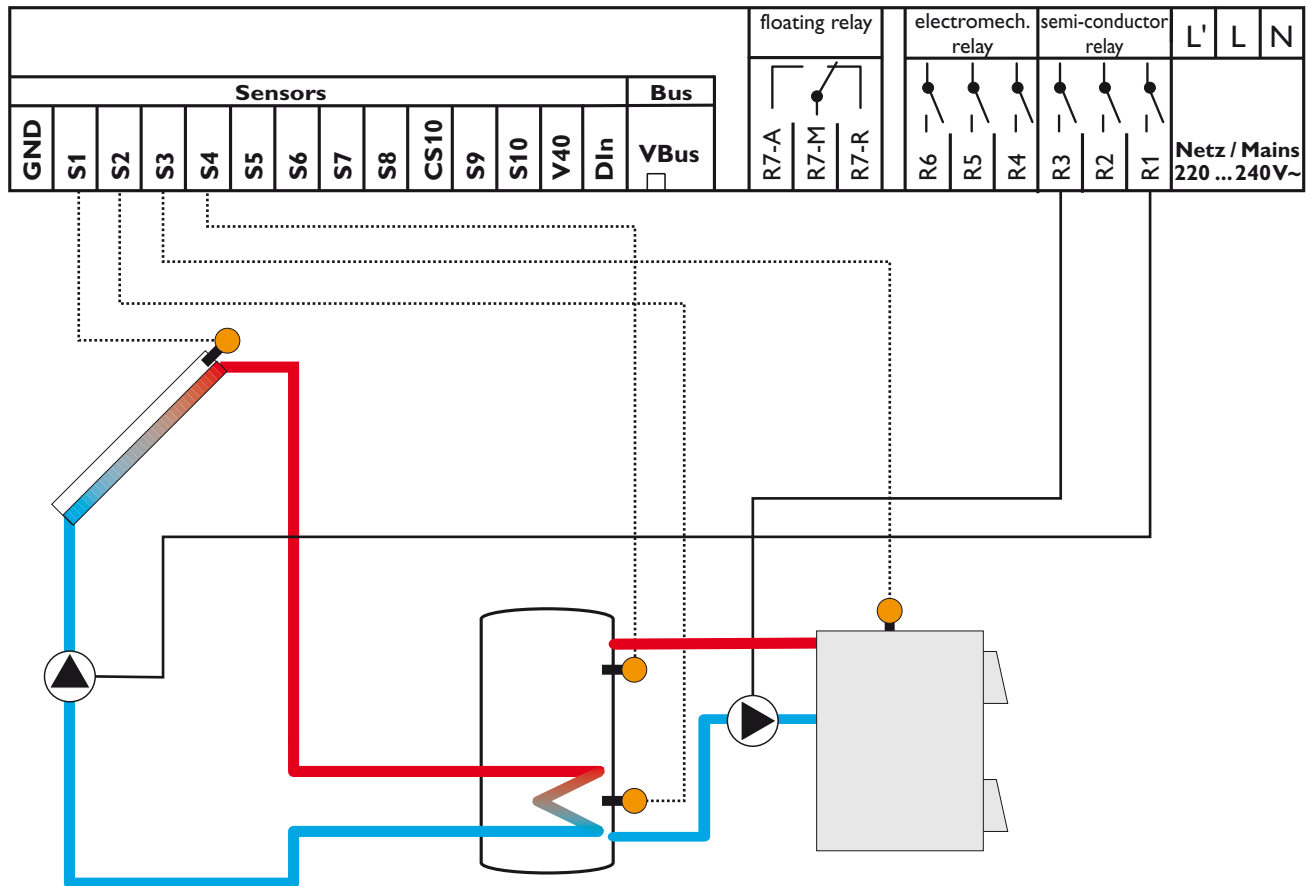 floating relay
electromech.
relay
semi-conductor
relay
L'
L
N
Sensors
Bus
GND
S1
S2
S3
S4
S5
S6
S7
S8
CS10
S9
S10
V40
DIn
VBus
R7-A
R7-M
R7-R
R6
R5
R4
R3
R2
R1
Netz / Mains
220 ... 240V~